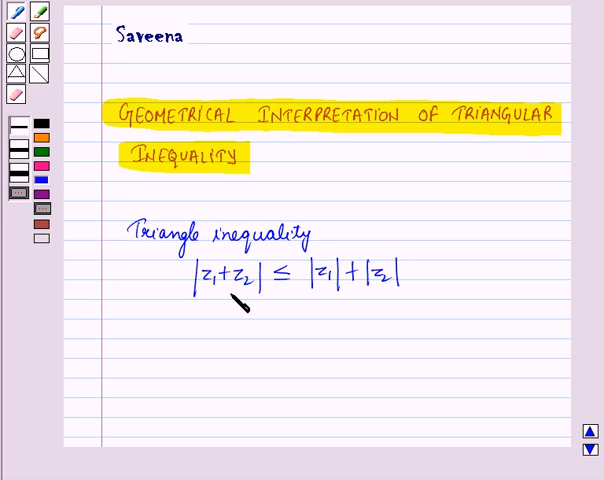 Saveena
GEOMETRICAL INTERPRETATION OF TRIANGULAR
INEQUALITY
Triangle inequality
|z₁+z₂| ≤ |z₁|+|z₂|